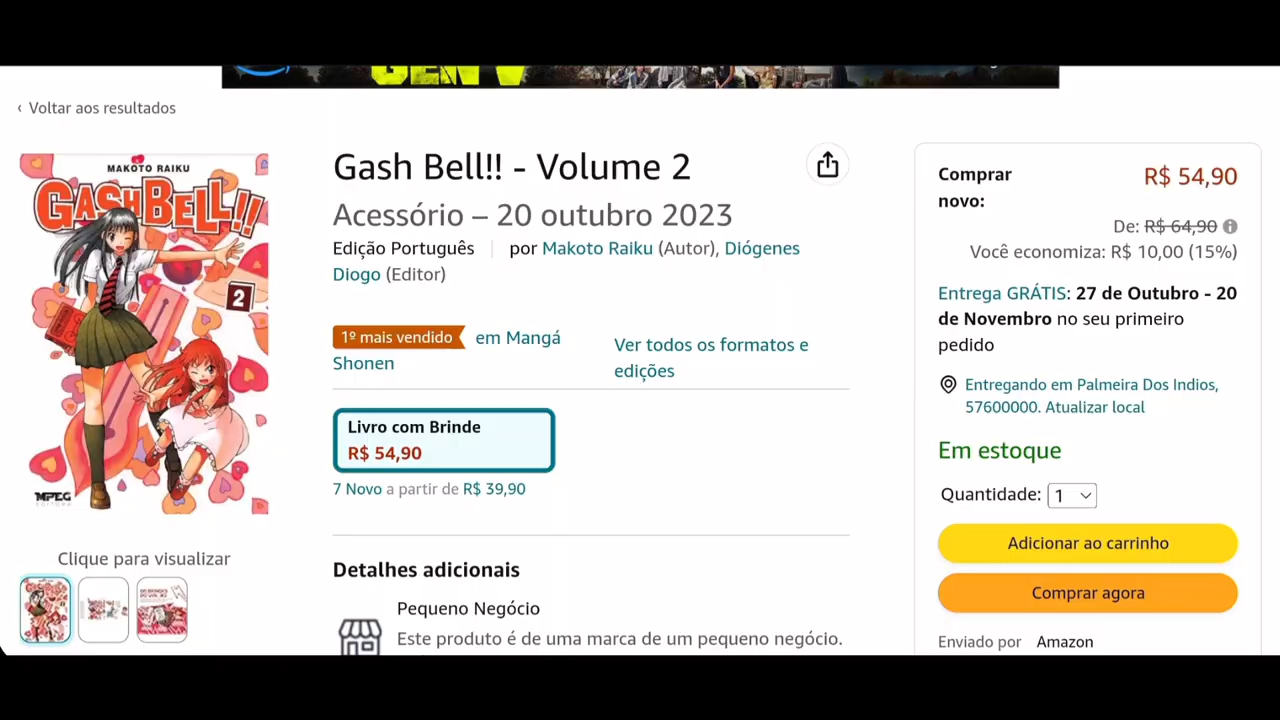 GEN V
‹ Voltar aos resultados
MAKOTO RAIKU
GASHBELL!!
2
MPEG
EDITORA
Clique para visualizar
Gash Bell!! - Volume 2
Acessório – 20 outubro 2023
Edição Português | por Makoto Raiku (Autor), Diógenes
Diogo (Editor)
1º mais vendido em Mangá
Shonen
Ver todos os formatos e
edições
Livro com Brinde
R$ 54,90
7 Novo a partir de R$ 39,90
Detalhes adicionais
Pequeno Negócio
Este produto é de uma marca de um pequeno negócio.
Comprar
novo:
R$ 54,90
De: R$ 64,90
Você economiza: R$ 10,00 (15%)
Entrega GRÁTIS: 27 de Outubro - 20
de Novembro no seu primeiro
pedido
Entregando em Palmeira Dos Indios,
57600000. Atualizar local
Em estoque
Quantidade: 1
Adicionar ao carrinho
Comprar agora
Enviado por Amazon